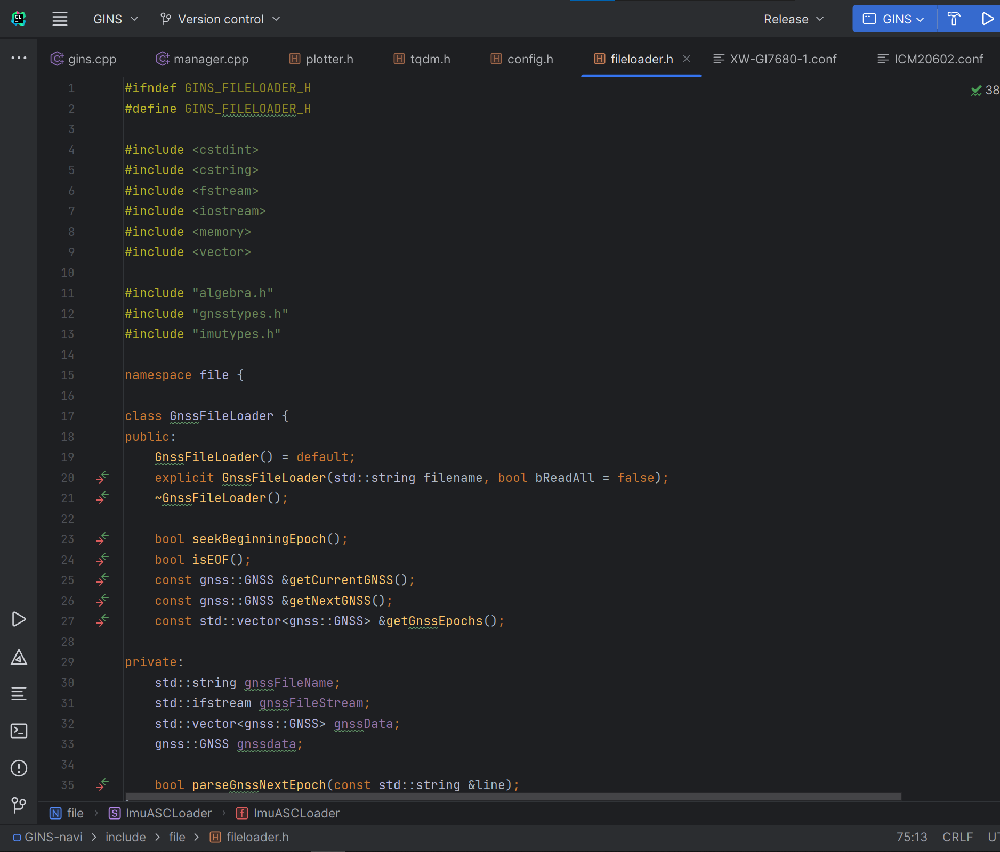 CL GINS Version control Release GINS
gins.cpp manager.cpp plotter.h tqdm.h config.h fileloader.h XW-GI7680-1.conf ICM20602.conf
1 #ifndef GINS_FILELOADER_H 38
2 #define GINS_FILELOADER_H
3
4 #include <cstdint>
5 #include <cstring>
6 #include <fstream>
7 #include <iostream>
8 #include <memory>
9 #include <vector>
10
11 #include "algebra.h"
12 #include "gnsstypes.h"
13 #include "imutypes.h"
14
15 namespace file {
16
17 class GnssFileLoader {
18 public:
19     GnssFileLoader() = default;
20     explicit GnssFileLoader(std::string filename, bool bReadAll = false);
21     ~GnssFileLoader();
22
23     bool seekBeginningEpoch();
24     bool isEOF();
25     const gnss::GNSS &getCurrentGNSS();
26     const gnss::GNSS &getNextGNSS();
27     const std::vector<gnss::GNSS> &getGnssEpochs();
28
29 private:
30     std::string gnssFileName;
31     std::ifstream gnssFileStream;
32     std::vector<gnss::GNSS> gnssData;
33     gnss::GNSS gnssdata;
34
35     bool parseGnssNextEpoch(const std::string &line);
N file > S ImuASCLoader > f ImuASCLoader
GINS-navi > include > file > H fileloader.h 75:13 CRLF UT